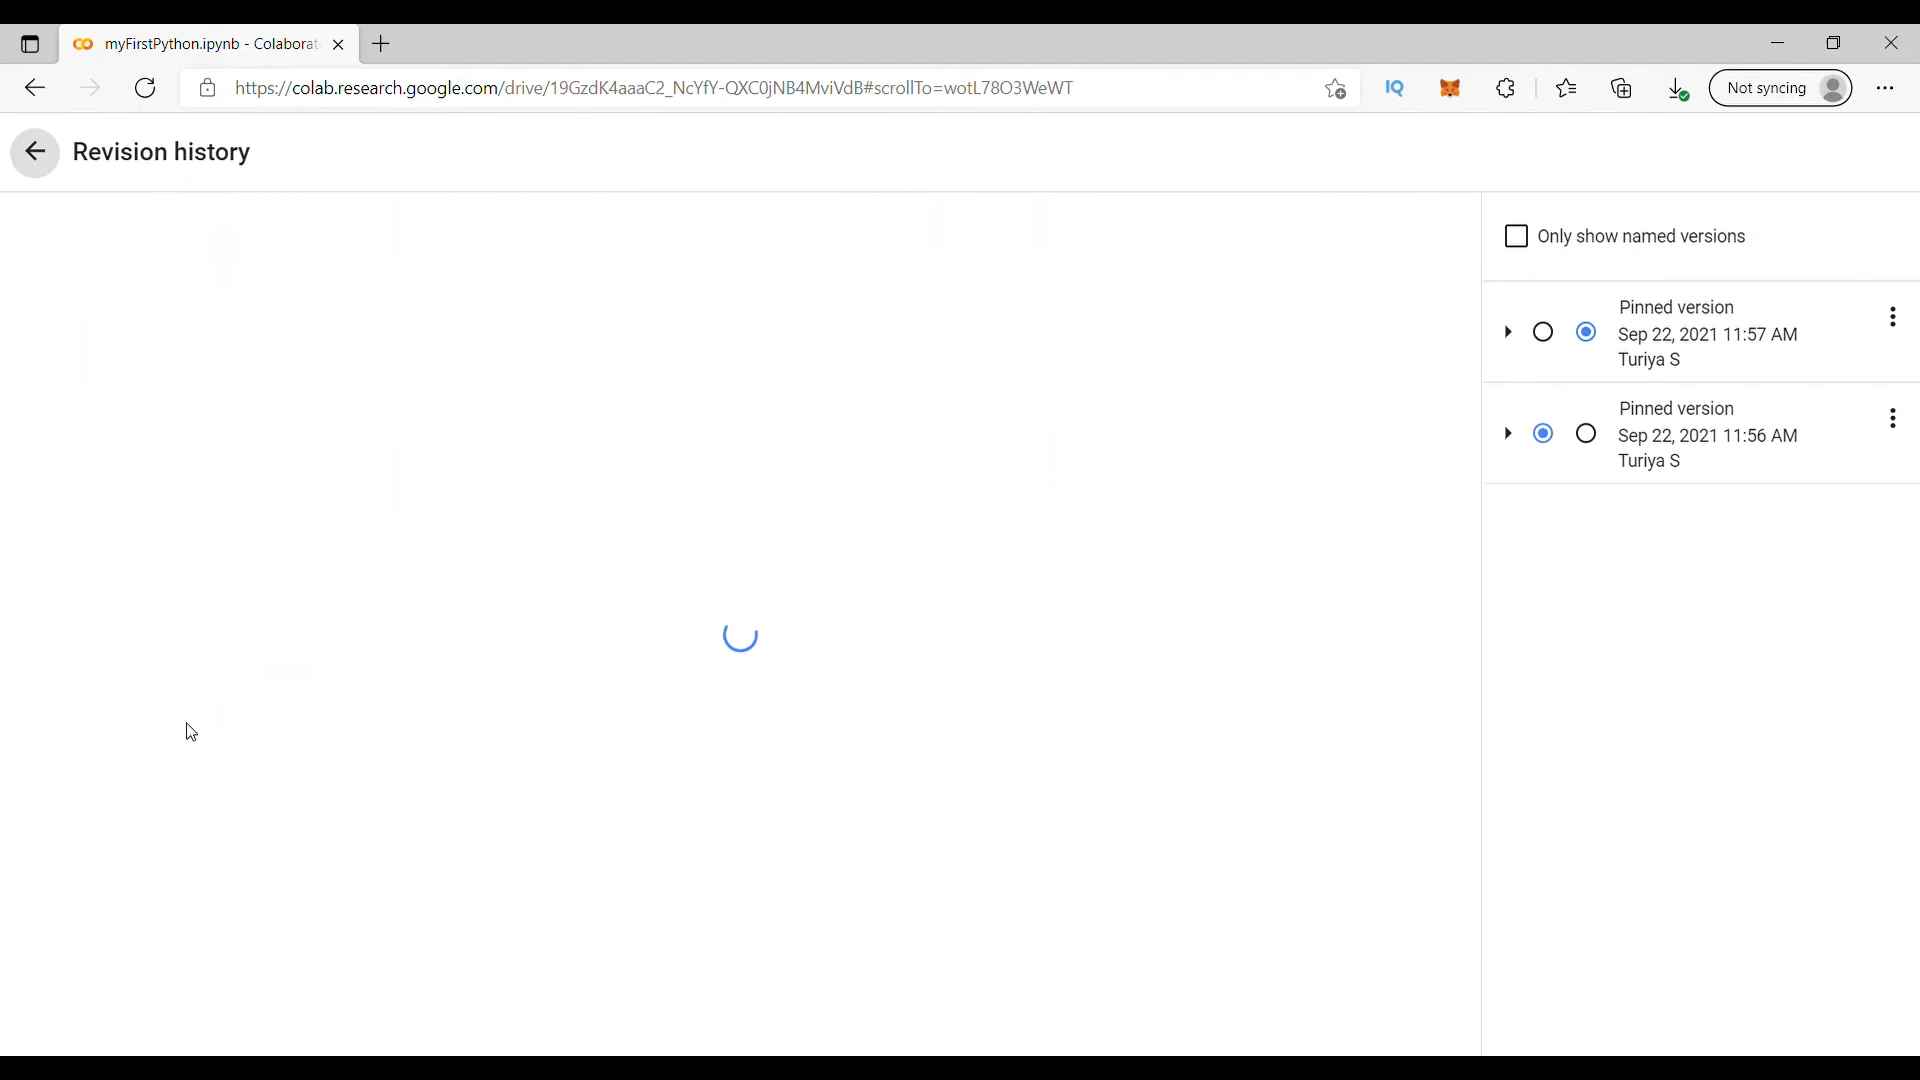 myFirstPython.ipynb - Colaborat
https://colab.research.google.com/drive/19GzdK4aaaC2_NcYfY-QXC0jNB4MviVdB#scrollTo=wotL78O3WeWT
IQ
Not syncing
Revision history
Only show named versions
Pinned version
Sep 22, 2021 11:57 AM
Turiya S
Pinned version
Sep 22, 2021 11:56 AM
Turiya S